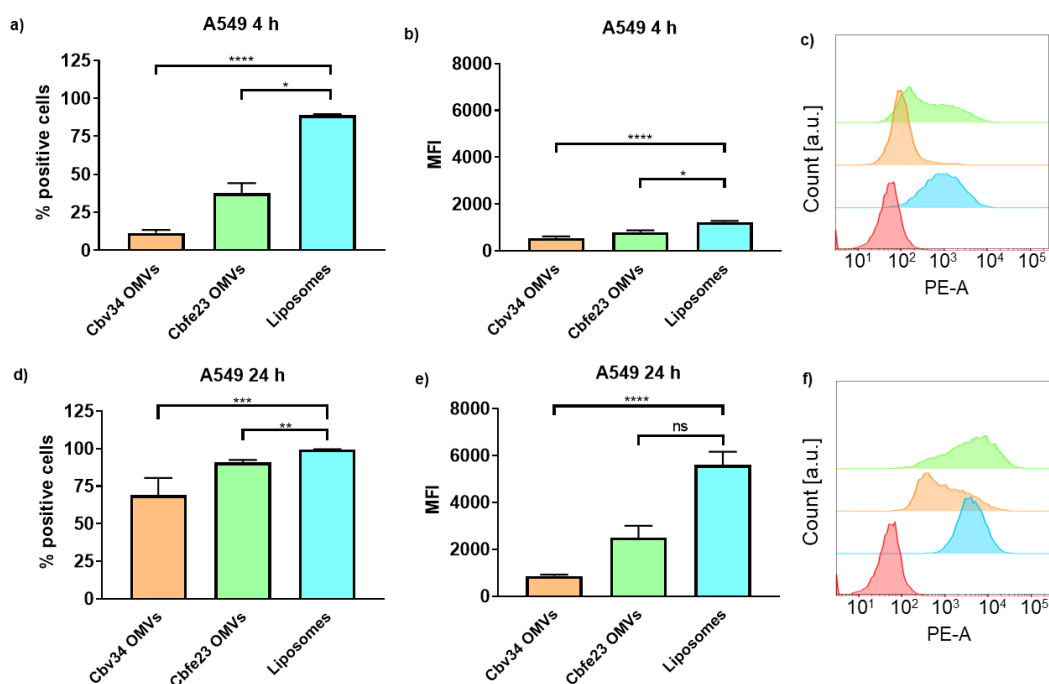 a)
A549 4 h
% positive cells
125
100
75
50
25
0
****
*
Cbv34 OMVs
Cbfe23 OMVs
Liposomes
b)
A549 4 h
MFI
8000
6000
4000
2000
0
****
*
Cbv34 OMVs
Cbfe23 OMVs
Liposomes
c)
Count [a.u.]
10¹ 10² 10³ 10⁴ 10⁵
PE-A
d)
A549 24 h
% positive cells
125
100
75
50
25
0
***
**
Cbv34 OMVs
Cbfe23 OMVs
Liposomes
e)
A549 24 h
MFI
8000
6000
4000
2000
0
****
ns
Cbv34 OMVs
Cbfe23 OMVs
Liposomes
f)
Count [a.u.]
10¹ 10² 10³ 10⁴ 10⁵
PE-A